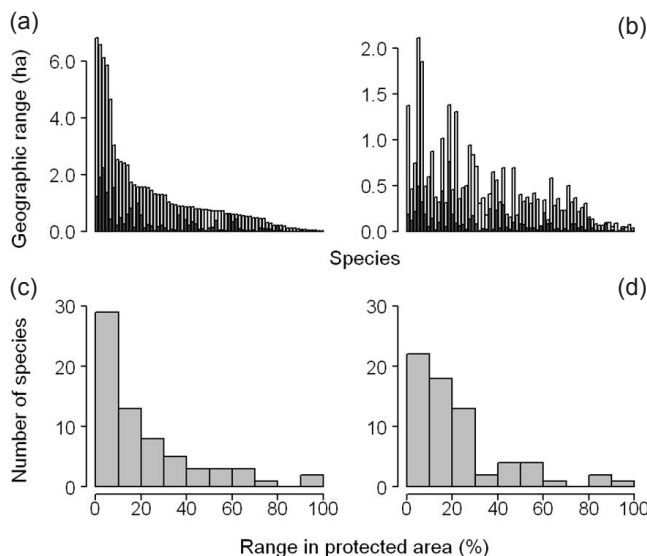 (a)
(b)
Geographic range (ha)
6.0
4.0
2.0
0.0
2.0
1.5
1.0
0.5
0.0
Species
(c)
(d)
Number of species
30
20
10
0
30
20
10
0
0 20 40 60 80 100
0 20 40 60 80 100
Range in protected area (%)